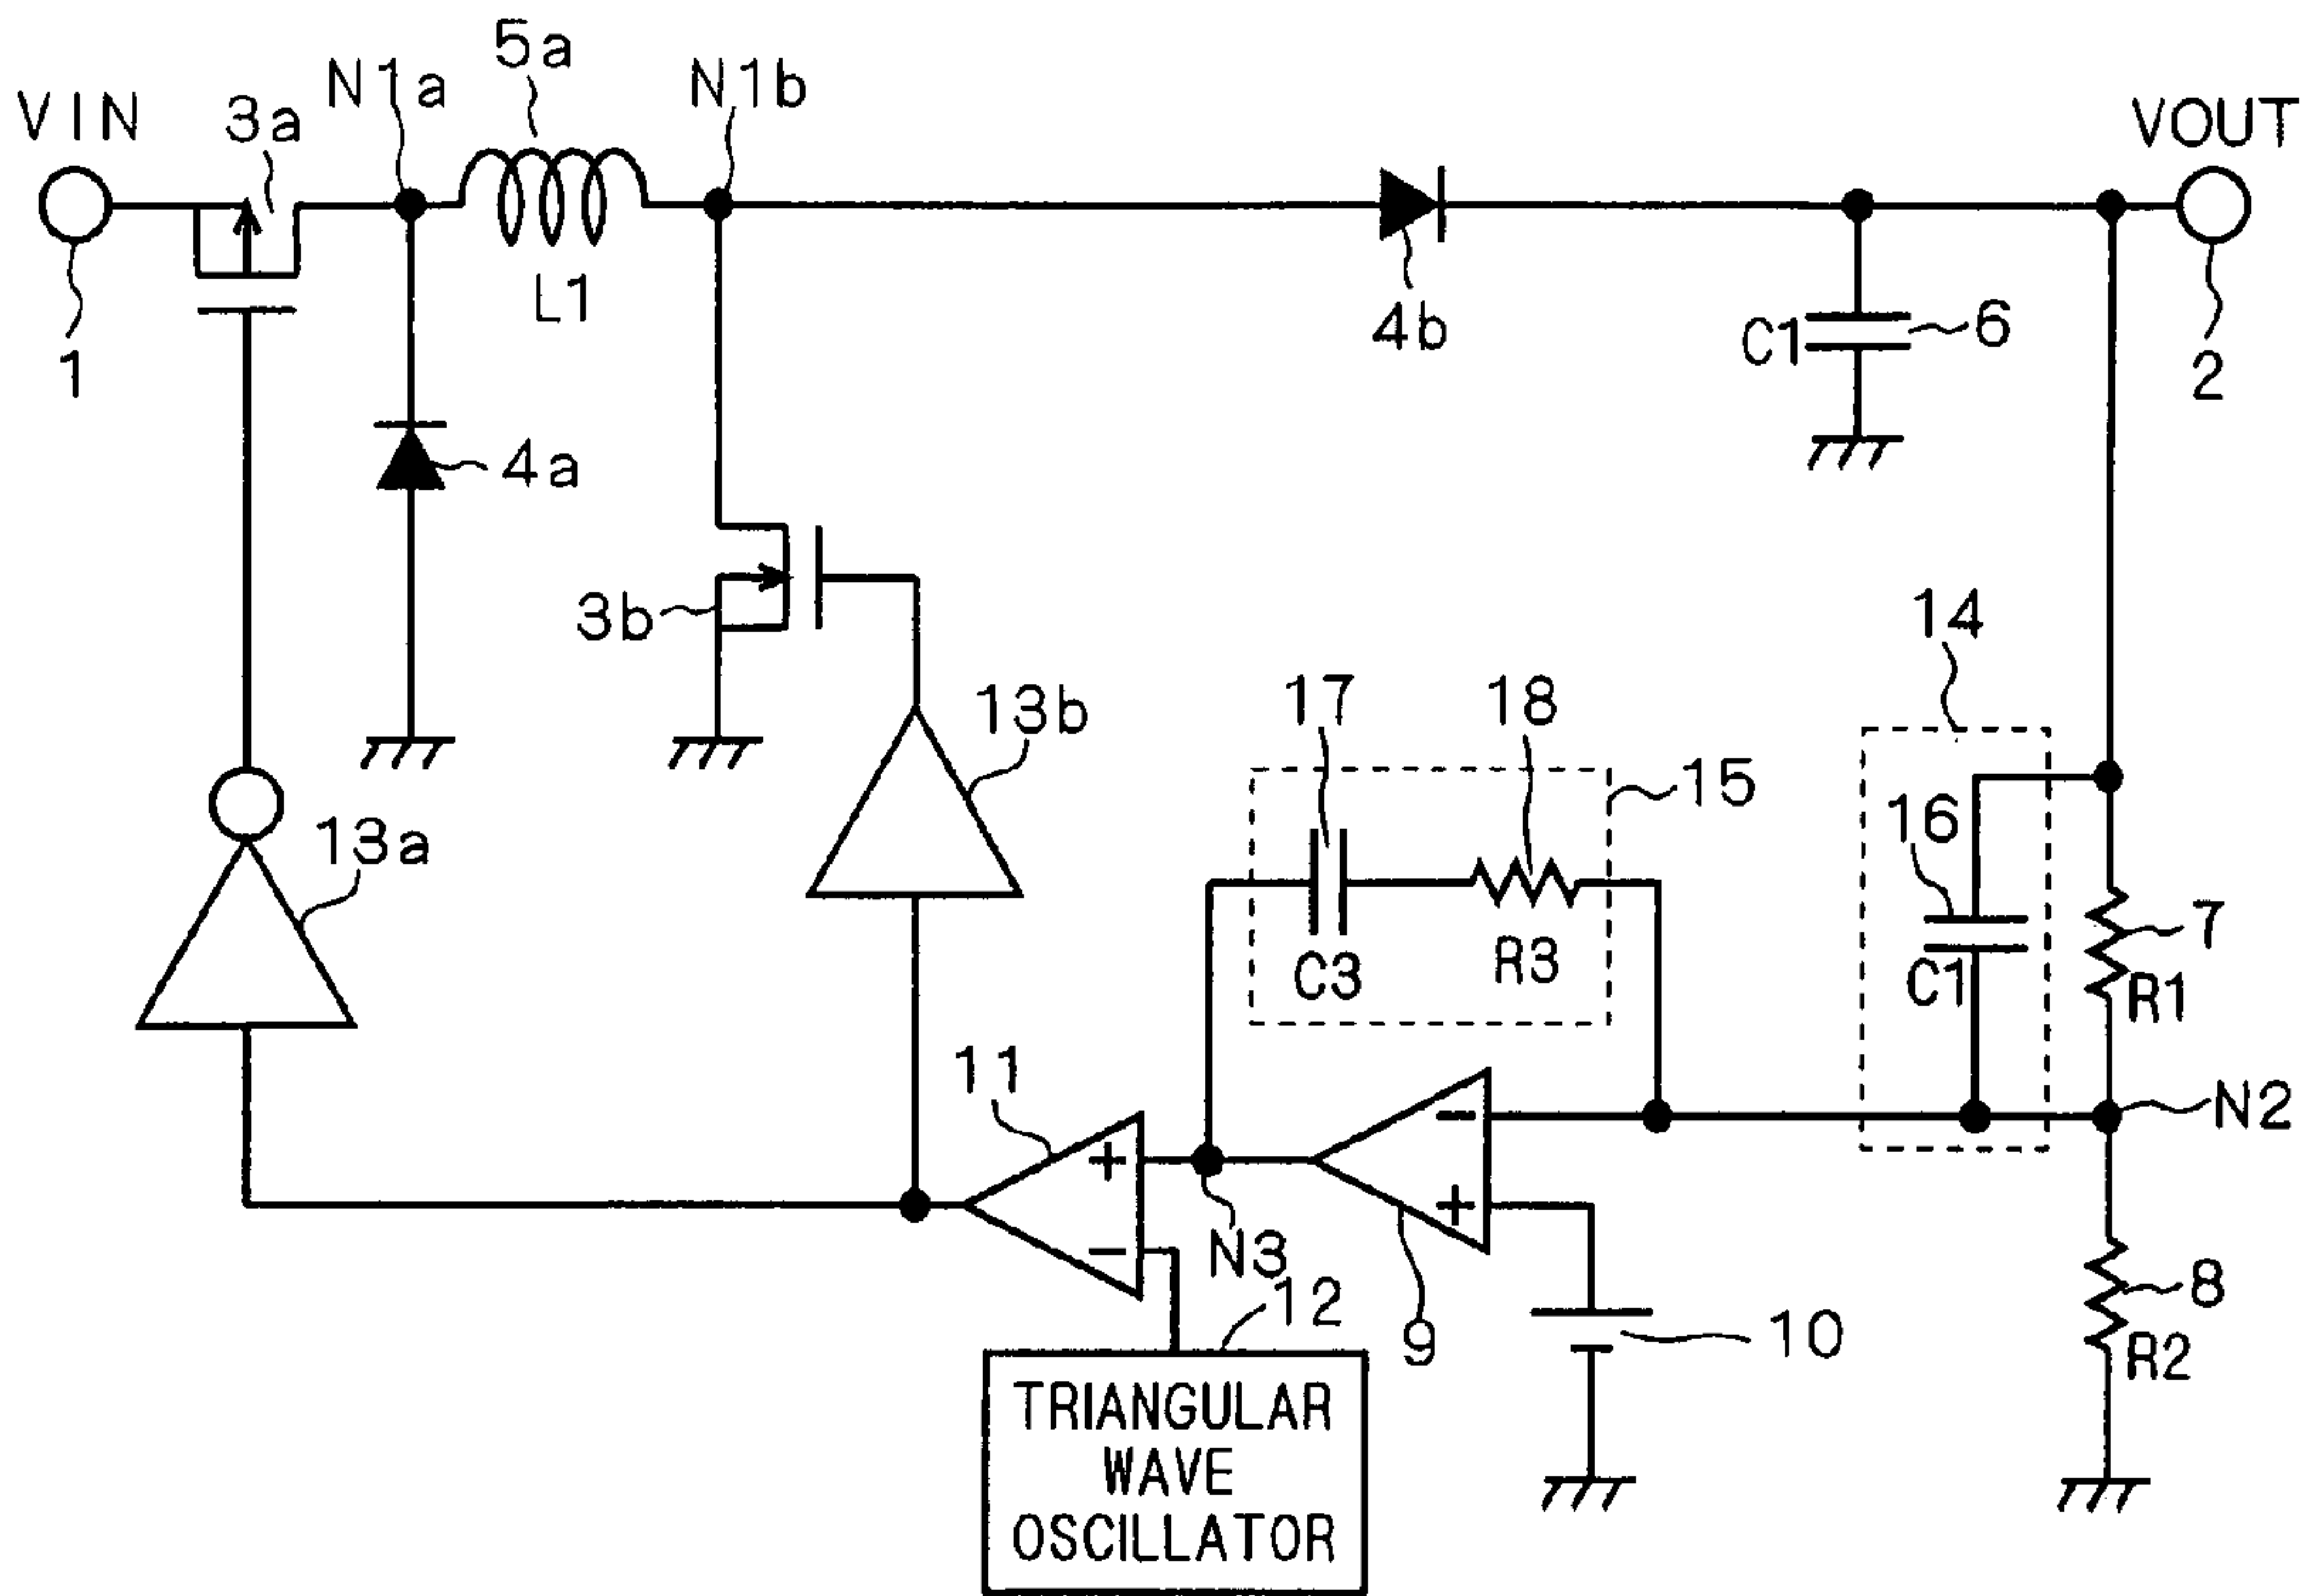 5a
N1a
N1b
VIN
3a
VOUT
L1
4b
C1
6
1
2
4a
3b
14
17
18
13b
15
16
13a
7
C3
R3
C1
R1
11
N2
+
-
-
+
N3
12
9
10
8
R2
TRIANGULAR
WAVE
OSCILLATOR